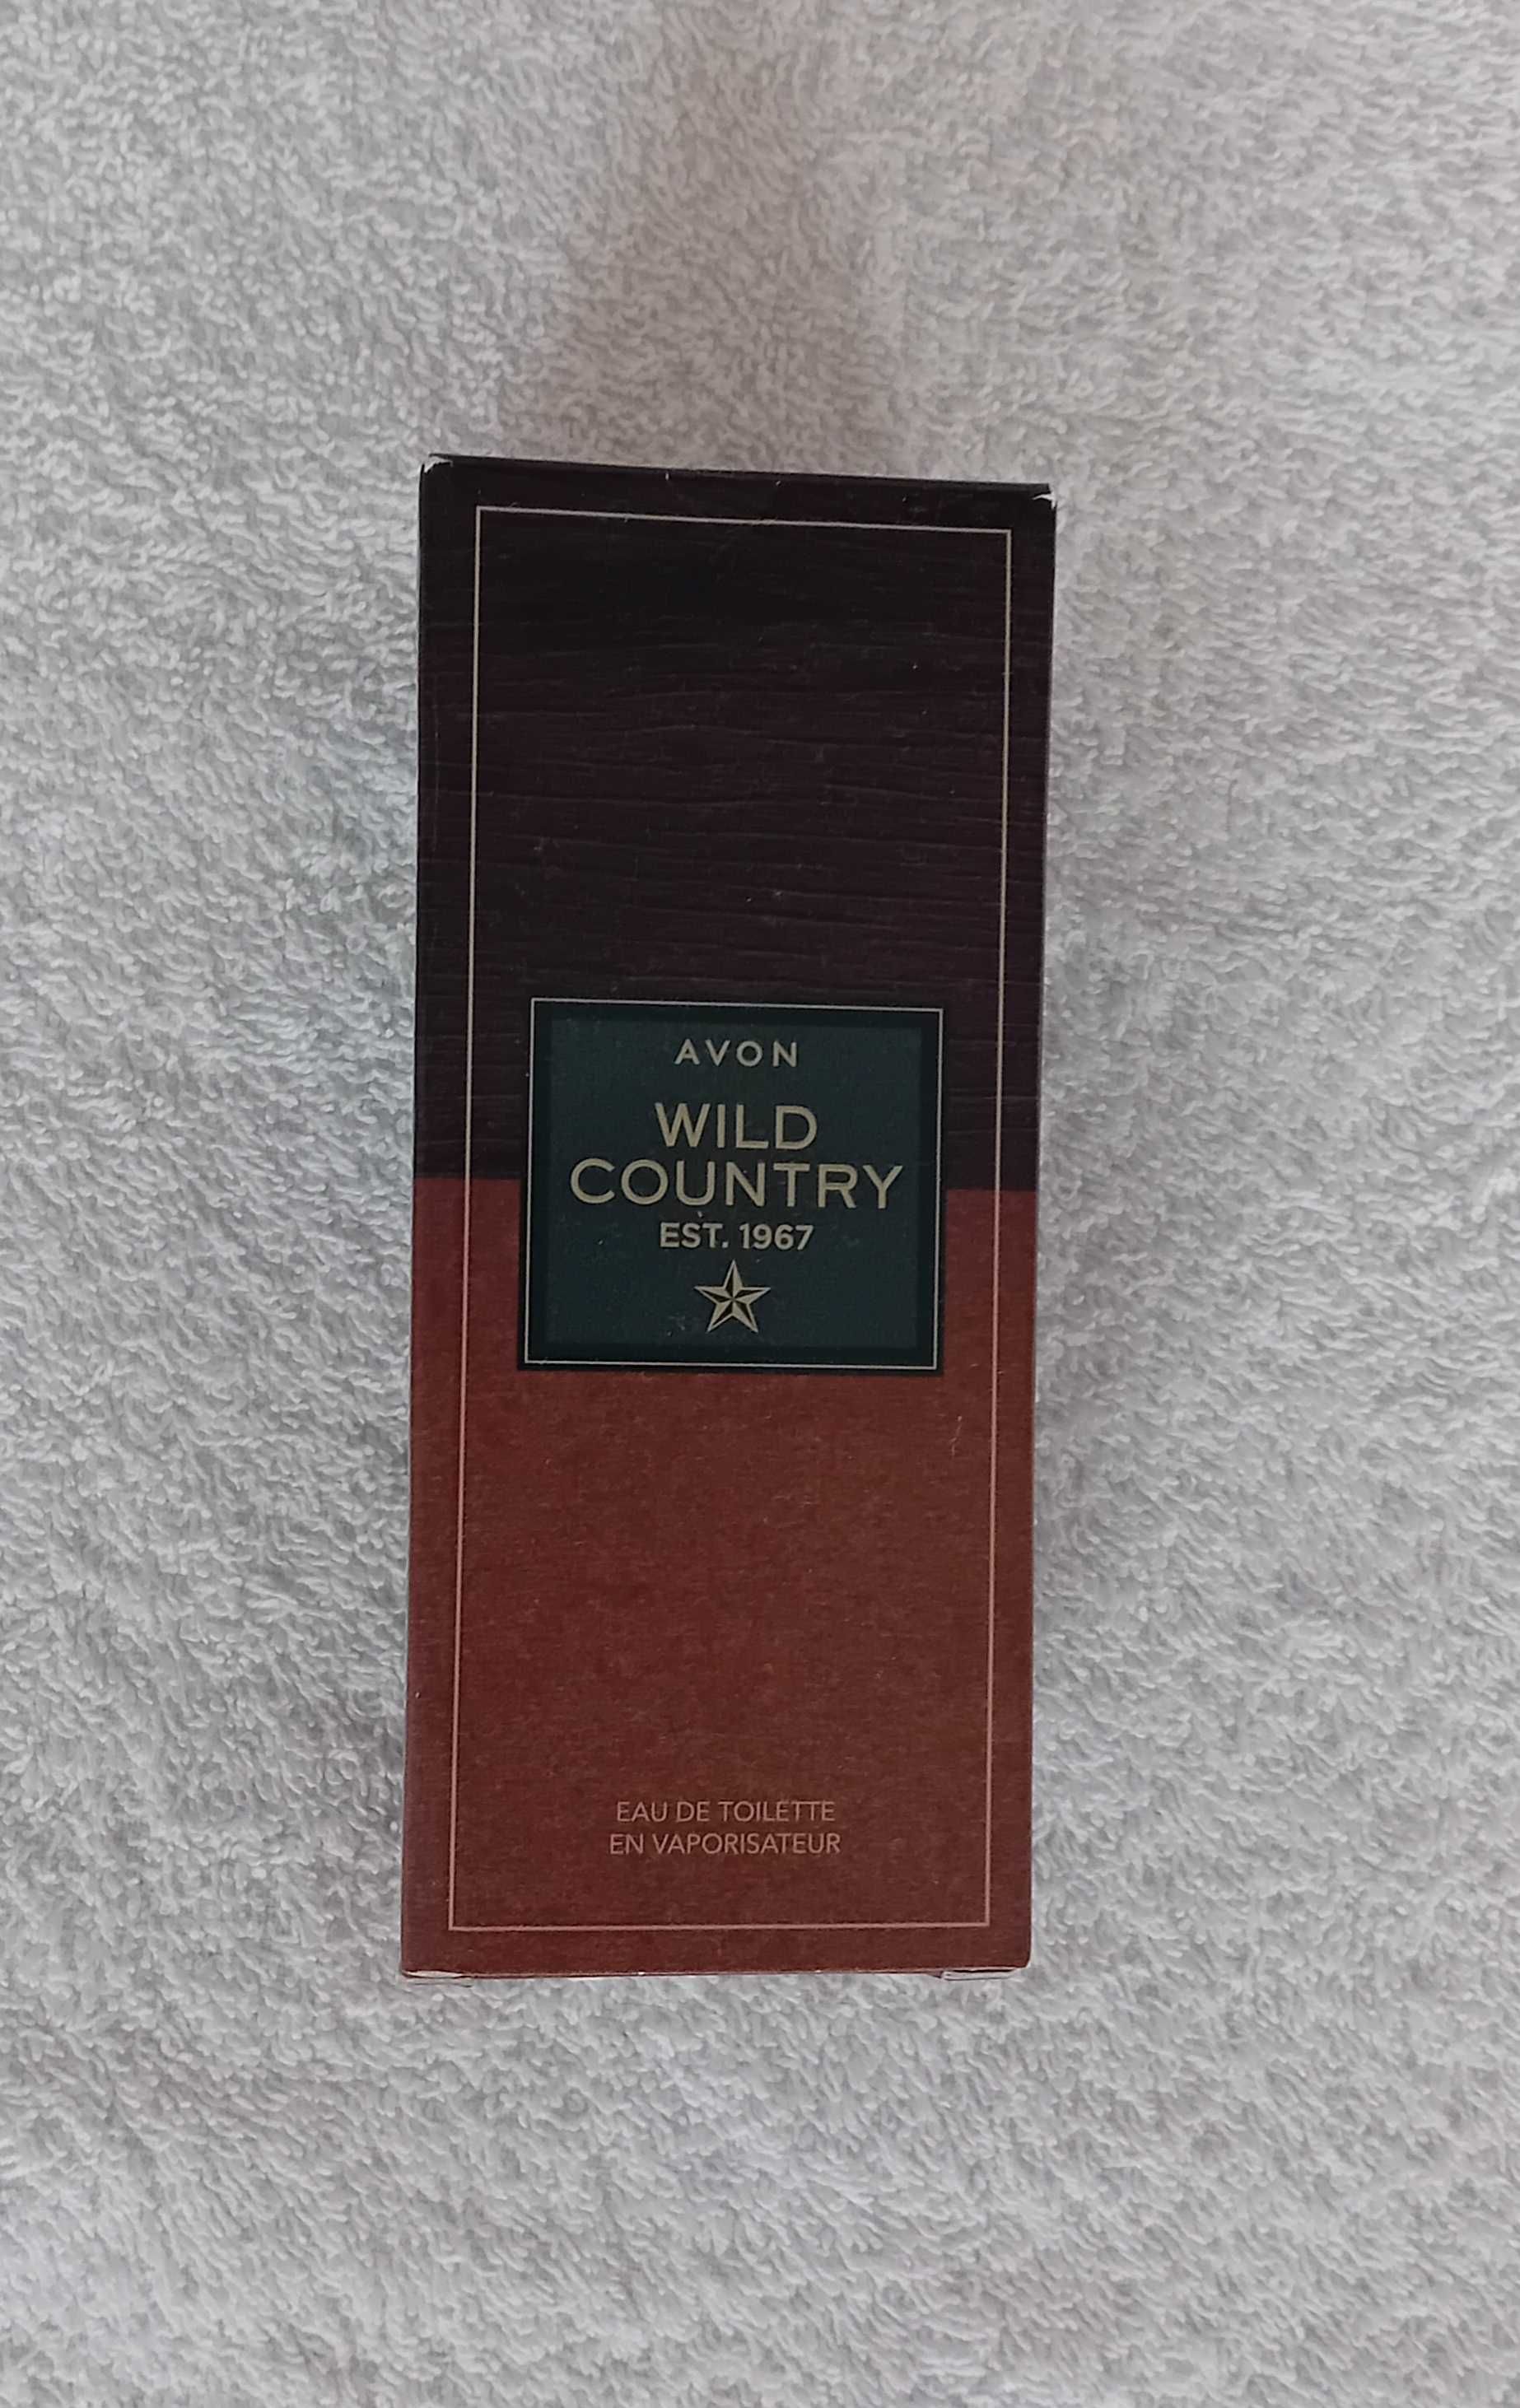 AVON
WILD
COUNTRY
EST. 1967
EAU DE TOILETTE
EN VAPORISATEUR